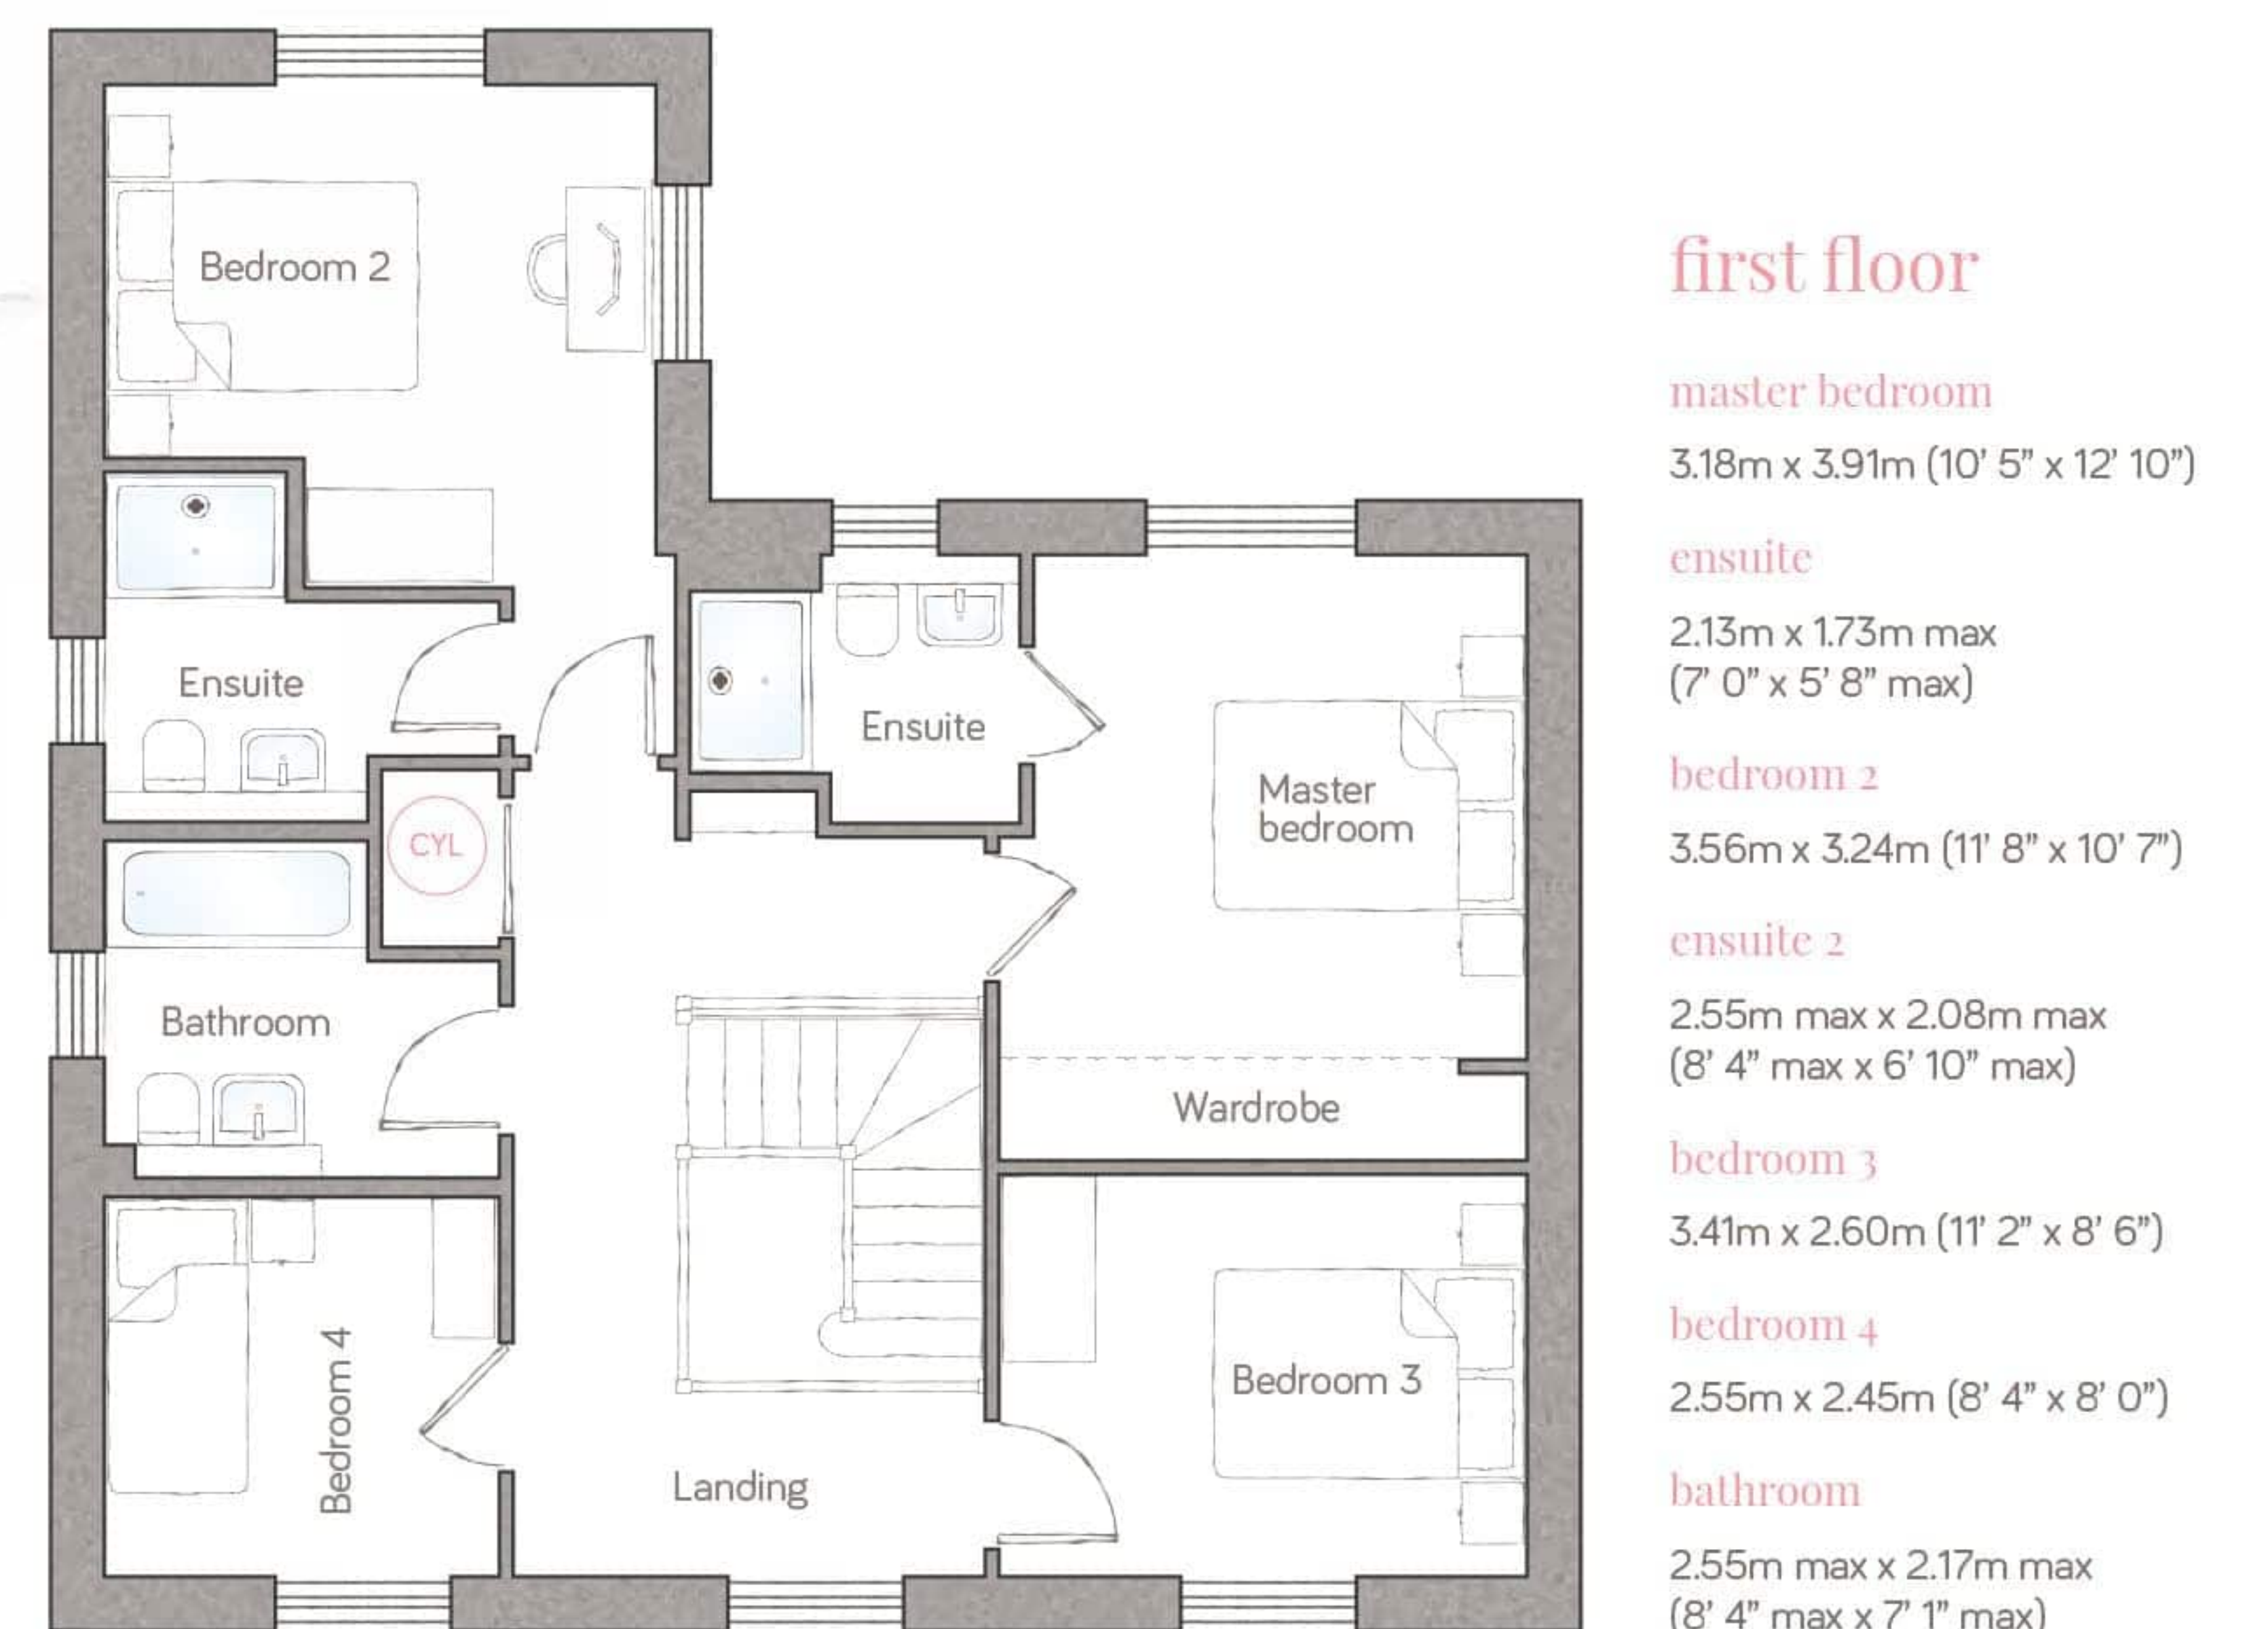 Bedroom 2
Ensuite
Ensuite
Master
bedroom
CYL
Bathroom
Wardrobe
Bedroom 4
Bedroom 3
Landing
first floor
master bedroom
3.18m x 3.91m (10’ 5” x 12’ 10”)
ensuite
2.13m x 1.73m max
(7’ 0” x 5’ 8” max)
bedroom 2
3.56m x 3.24m (11’ 8” x 10’ 7”)
ensuite 2
2.55m max x 2.08m max
(8’ 4” max x 6’ 10” max)
bedroom 3
3.41m x 2.60m (11’ 2” x 8’ 6”)
bedroom 4
2.55m x 2.45m (8’ 4” x 8’ 0”)
bathroom
2.55m max x 2.17m max
(8’ 4” max x 7’ 1” max)